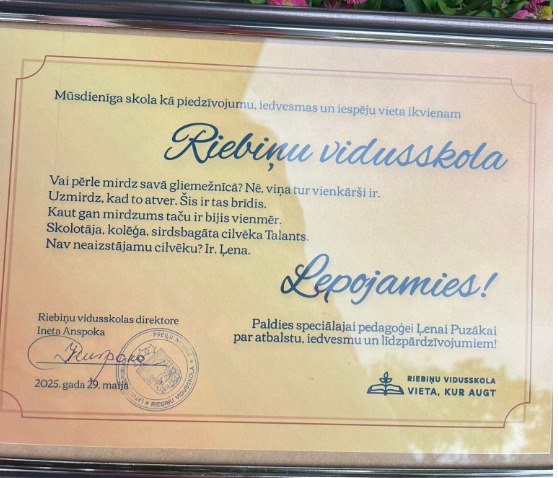 Mūsdienīga skola kā piedzīvojumu, iedvesmas un iespēju vieta ikvienam
Riebiņu vidusskola
Vai pērle mirdz savā gliemežnīcā? Nē, viņa tur vienkārši ir.
Uzmirdz, kad to atver. Šis ir tas brīdis.
Kaut gan mirdzums taču ir bijis vienmēr.
Skolotāja, kolēģa, sirdsbagāta cilvēka Talants.
Nav neaizstājamu cilvēku? Ir. Ļena.
Lepojamies!
Riebiņu vidusskolas direktore
Ineta Anspoka
2025. gada 29. maijā
Paldies speciālajai pedagoģei Ļenai Puzākai
par atbalstu, iedvesmu un līdzpārdzīvojumiem!
RIEBIŅU VIDUSSKOLA
VIETA, KUR AUGT
RIEBIŅU VIDUSSKOLA